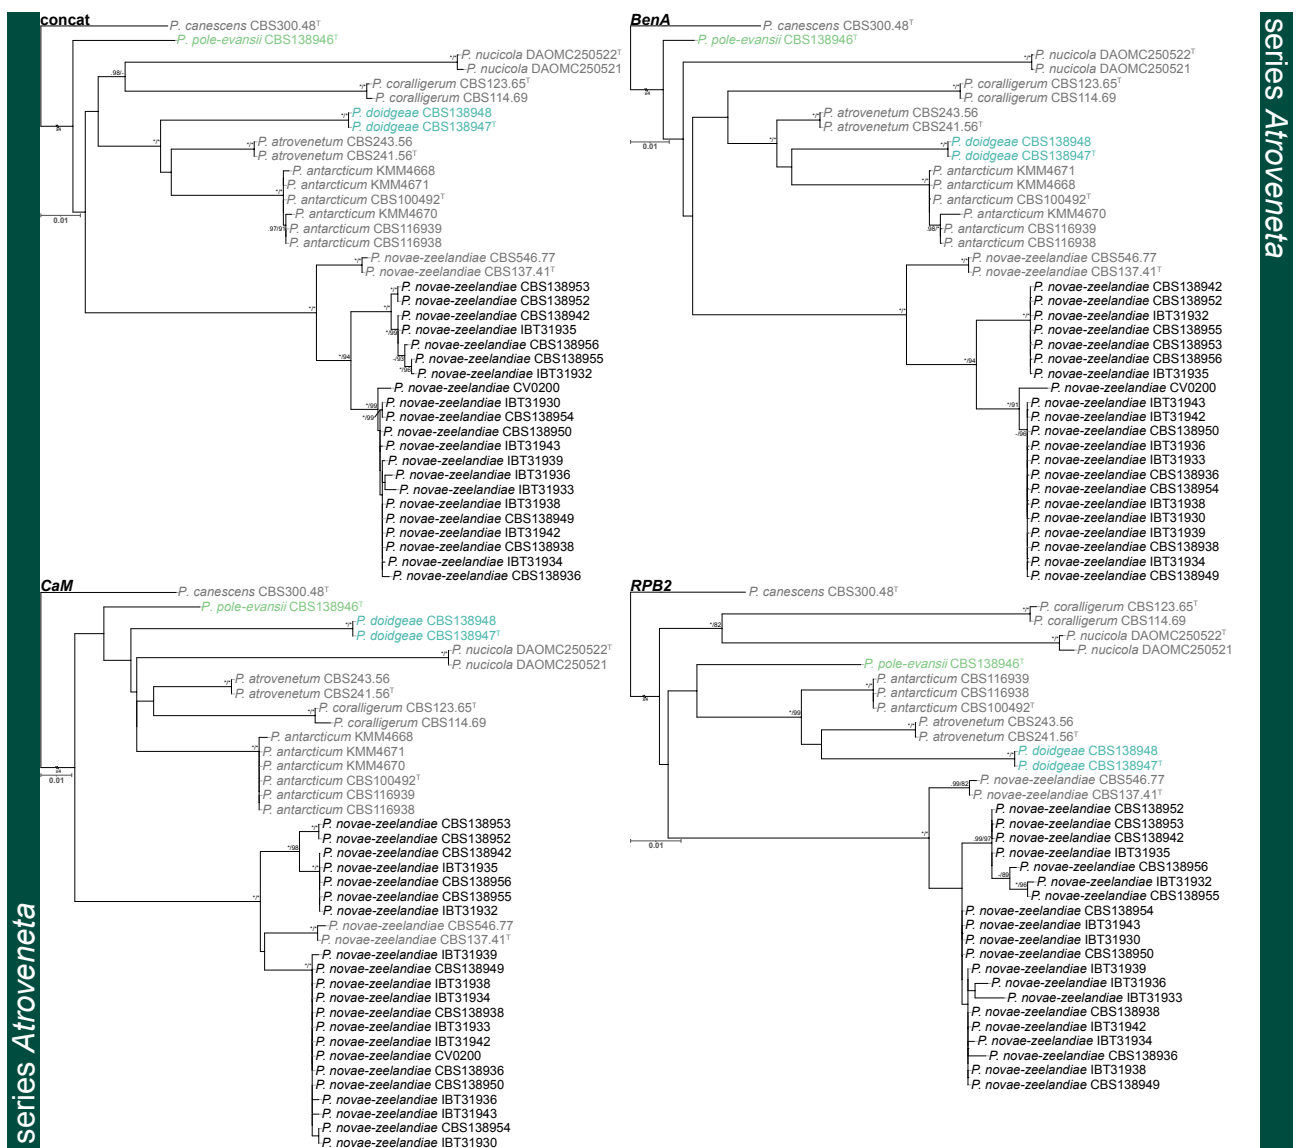 series Atroveneta
concat
P. canescens CBS300.48T
P. pole-evansii CBS138946T
*/*
P. nucicola DAOMC250522T
P. nucicola DAOMC250521
.98/-
*/*
P. coralligerum CBS123.65T
P. coralligerum CBS114.69
*/*
P. doidgeae CBS138948
P. doidgeae CBS138947T
*/*
*/*
P. atrovenetum CBS243.56
P. atrovenetum CBS241.56T
P. antarcticum KMM4668
P. antarcticum KMM4671
*/*
P. antarcticum CBS100492T
P. antarcticum KMM4670
0.01
.97/91
P. antarcticum CBS116939
P. antarcticum CBS116938
*/*
P. novae-zeelandiae CBS546.77
P. novae-zeelandiae CBS137.41T
*/*
P. novae-zeelandiae CBS138953
P. novae-zeelandiae CBS138952
*/*
*/*
P. novae-zeelandiae CBS138942
P. novae-zeelandiae IBT31935
*/99
P. novae-zeelandiae CBS138956
*/94
-/93
P. novae-zeelandiae CBS138955
*/96
P. novae-zeelandiae IBT31932
P. novae-zeelandiae CV0200
*/99
P. novae-zeelandiae IBT31930
*/99
P. novae-zeelandiae CBS138954
P. novae-zeelandiae CBS138950
P. novae-zeelandiae IBT31943
P. novae-zeelandiae IBT31939
P. novae-zeelandiae IBT31936
P. novae-zeelandiae IBT31933
P. novae-zeelandiae IBT31938
P. novae-zeelandiae CBS138949
P. novae-zeelandiae IBT31942
P. novae-zeelandiae CBS138938
P. novae-zeelandiae IBT31934
P. novae-zeelandiae CBS138936
BenA
P. canescens CBS300.48T
P. pole-evansii CBS138946T
*/*
P. nucicola DAOMC250522T
P. nucicola DAOMC250521
*/*
P. coralligerum CBS123.65T
P. coralligerum CBS114.69
*/*
P. atrovenetum CBS243.56
P. atrovenetum CBS241.56T
0.01
*/*
*/*
P. doidgeae CBS138948
P. doidgeae CBS138947T
P. antarcticum KMM4671
*/*
P. antarcticum KMM4668
P. antarcticum CBS100492T
P. antarcticum KMM4670
.98/*
P. antarcticum CBS116939
P. antarcticum CBS116938
*/*
P. novae-zeelandiae CBS546.77
P. novae-zeelandiae CBS137.41T
*/*
P. novae-zeelandiae CBS138942
P. novae-zeelandiae CBS138952
*/*
P. novae-zeelandiae IBT31932
P. novae-zeelandiae CBS138955
P. novae-zeelandiae CBS138953
*/94
P. novae-zeelandiae CBS138956
P. novae-zeelandiae IBT31935
P. novae-zeelandiae CV0200
*/91
P. novae-zeelandiae IBT31943
P. novae-zeelandiae IBT31942
-/96
P. novae-zeelandiae CBS138950
P. novae-zeelandiae IBT31936
P. novae-zeelandiae IBT31933
P. novae-zeelandiae CBS138936
P. novae-zeelandiae CBS138954
P. novae-zeelandiae IBT31938
P. novae-zeelandiae IBT31930
P. novae-zeelandiae IBT31939
P. novae-zeelandiae CBS138938
P. novae-zeelandiae IBT31934
P. novae-zeelandiae CBS138949
CaM
P. canescens CBS300.48T
P. pole-evansii CBS138946T
*/*
P. doidgeae CBS138948
P. doidgeae CBS138947T
*/*
P. nucicola DAOMC250522T
P. nucicola DAOMC250521
*/*
P. atrovenetum CBS243.56
P. atrovenetum CBS241.56T
*/*
P. coralligerum CBS123.65T
P. coralligerum CBS114.69
P. antarcticum KMM4668
*/*
P. antarcticum KMM4671
P. antarcticum KMM4670
0.01
P. antarcticum CBS100492T
P. antarcticum CBS116939
P. antarcticum CBS116938
*/*
P. novae-zeelandiae CBS138953
P. novae-zeelandiae CBS138952
*/98
P. novae-zeelandiae CBS138942
*/*
P. novae-zeelandiae IBT31935
P. novae-zeelandiae CBS138956
P. novae-zeelandiae CBS138955
*/*
P. novae-zeelandiae IBT31932
*/*
P. novae-zeelandiae CBS546.77
P. novae-zeelandiae CBS137.41T
P. novae-zeelandiae IBT31939
*/*
P. novae-zeelandiae CBS138949
P. novae-zeelandiae IBT31938
P. novae-zeelandiae IBT31934
P. novae-zeelandiae CBS138938
P. novae-zeelandiae IBT31933
P. novae-zeelandiae IBT31942
P. novae-zeelandiae CV0200
P. novae-zeelandiae CBS138936
P. novae-zeelandiae CBS138950
P. novae-zeelandiae IBT31936
P. novae-zeelandiae IBT31943
P. novae-zeelandiae CBS138954
P. novae-zeelandiae IBT31930
RPB2
P. canescens CBS300.48T
*/*
P. coralligerum CBS123.65T
P. coralligerum CBS114.69
*/82
*/*
P. nucicola DAOMC250522T
P. nucicola DAOMC250521
P. pole-evansii CBS138946T
P. antarcticum CBS116939
*/*
P. antarcticum CBS116938
P. antarcticum CBS100492T
*/99
*/*
P. atrovenetum CBS243.56
P. atrovenetum CBS241.56T
*/*
P. doidgeae CBS138948
P. doidgeae CBS138947T
.99/82
P. novae-zeelandiae CBS546.77
P. novae-zeelandiae CBS137.41T
P. novae-zeelandiae CBS138952
P. novae-zeelandiae CBS138953
0.01
*/*
.99/97
P. novae-zeelandiae CBS138942
P. novae-zeelandiae IBT31935
P. novae-zeelandiae CBS138956
-/89
P. novae-zeelandiae IBT31932
*/96
P. novae-zeelandiae CBS138955
P. novae-zeelandiae CBS138954
P. novae-zeelandiae IBT31943
P. novae-zeelandiae IBT31930
P. novae-zeelandiae CBS138950
P. novae-zeelandiae IBT31939
P. novae-zeelandiae IBT31936
P. novae-zeelandiae IBT31933
P. novae-zeelandiae CBS138938
P. novae-zeelandiae IBT31942
P. novae-zeelandiae IBT31934
P. novae-zeelandiae CBS138936
P. novae-zeelandiae IBT31938
P. novae-zeelandiae CBS138949
series Atroveneta